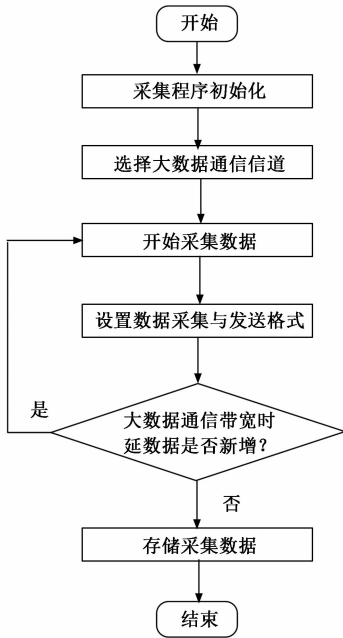 开始
采集程序初始化
选择大数据通信信道
开始采集数据
设置数据采集与发送格式
是
大数据通信带宽时
延数据是否新增?
否
存储采集数据
结束